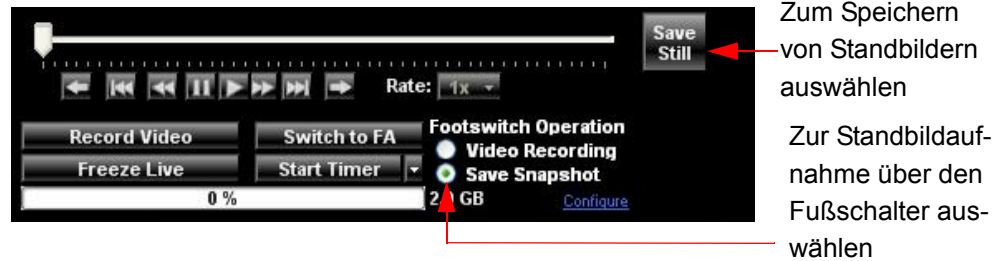 Zum Speichern
von Standbildern
auswählen
Save
Still
Rate: 1x
Record Video
Switch to FA
Footswitch Operation
Video Recording
Freeze Live
Start Timer
Save Snapshot
0 %
GB
Configure
Zur Standbildauf-
nahme über den
Fußschalter aus-
wählen